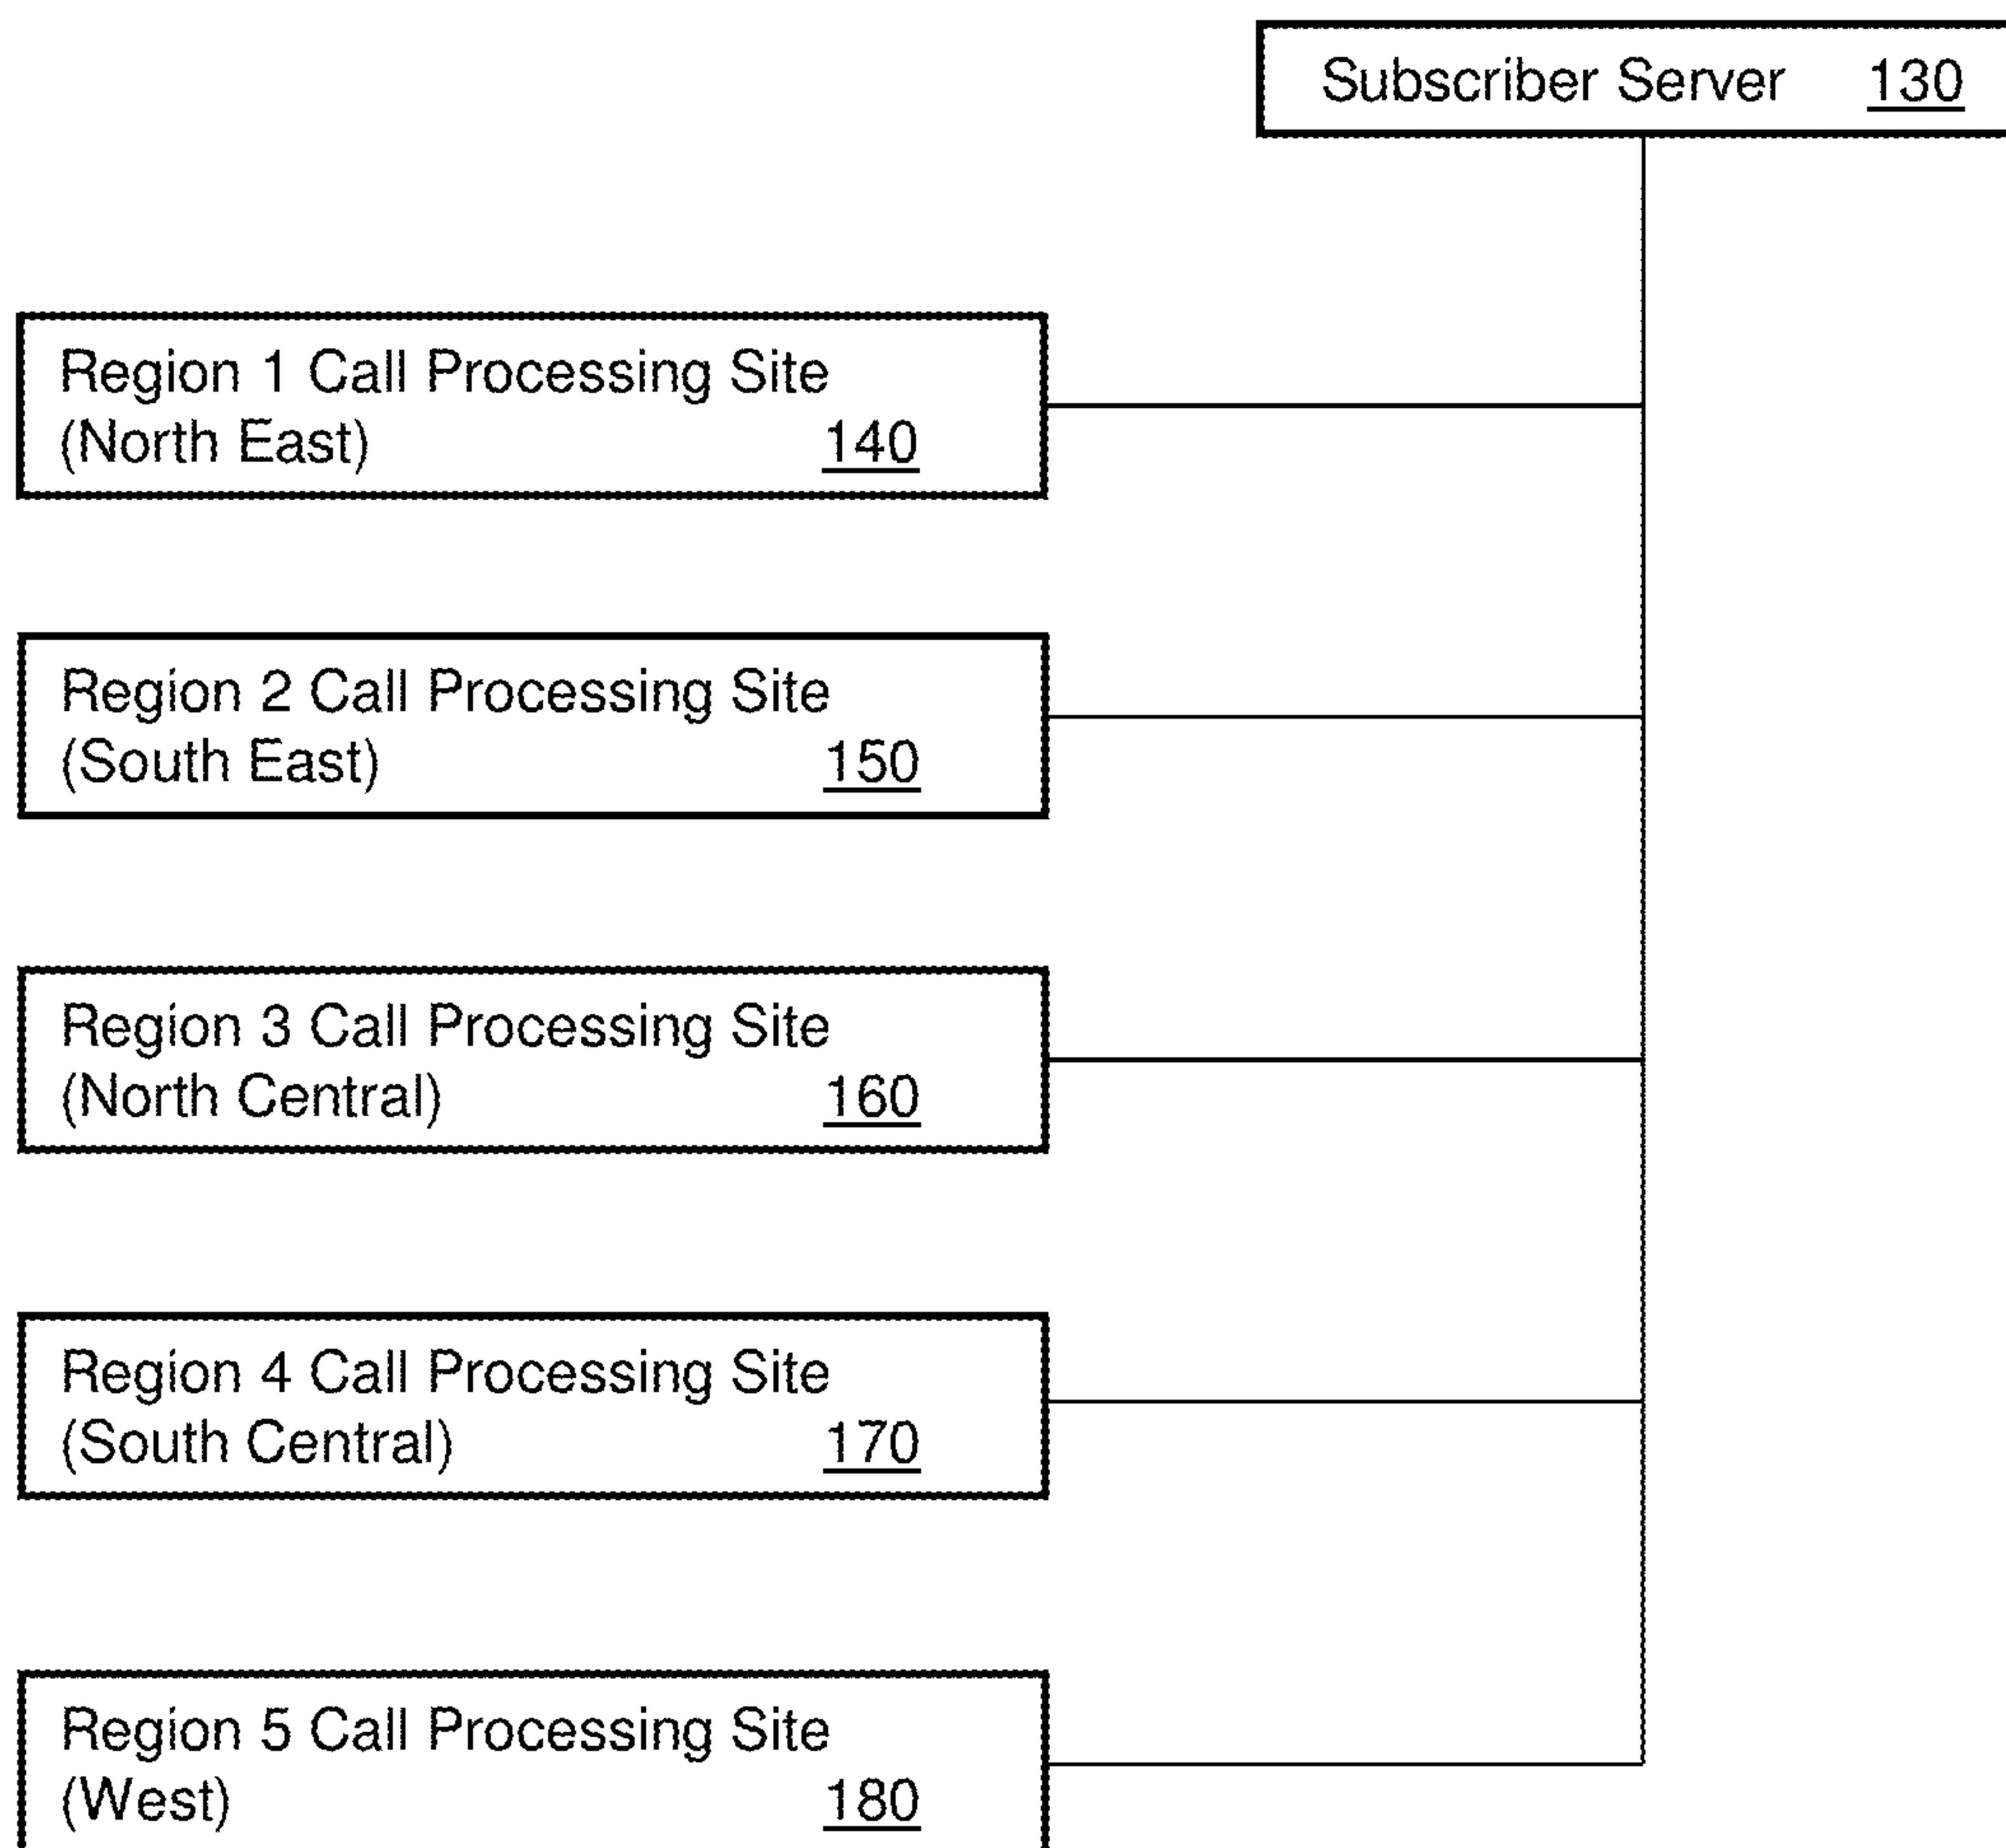 Subscriber Server 130
Region 1 Call Processing Site
(North East) 140
Region 2 Call Processing Site
(South East) 150
Region 3 Call Processing Site
(North Central) 160
Region 4 Call Processing Site
(South Central) 170
Region 5 Call Processing Site
(West) 180